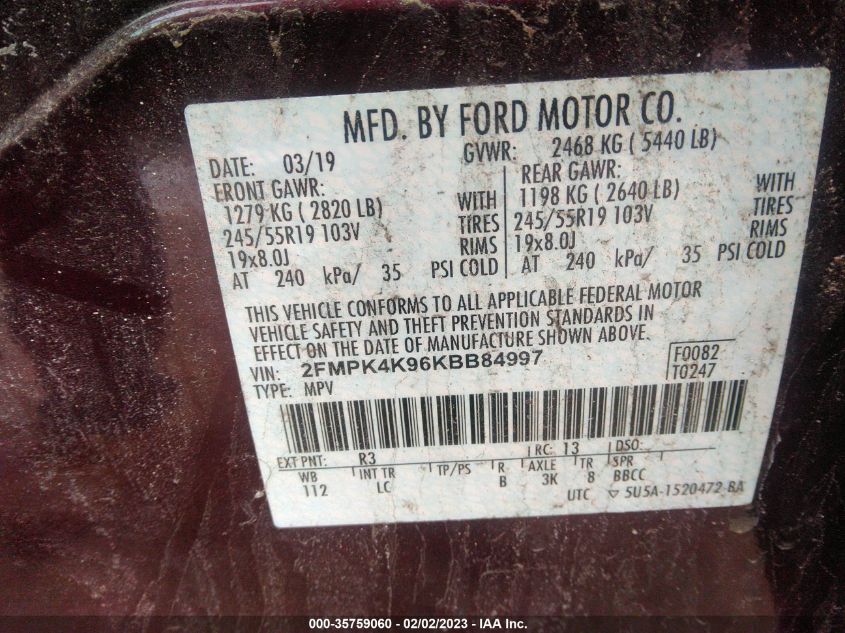 MFD. BY FORD MOTOR CO.
DATE: 03/19 GVWR: 2468 KG ( 5440 LB)
FRONT GAWR: REAR GAWR:
1279 KG ( 2820 LB) WITH 1198 KG ( 2640 LB) WITH
245/55R19 103V TIRES 245/55R19 103V TIRES
19x8.0J RIMS 19x8.0J RIMS
AT 240 kPa/ 35 PSI COLD AT 240 kPa/ 35 PSI COLD
THIS VEHICLE CONFORMS TO ALL APPLICABLE FEDERAL MOTOR
VEHICLE SAFETY AND THEFT PREVENTION STANDARDS IN
EFFECT ON THE DATE OF MANUFACTURE SHOWN ABOVE.
VIN: 2FMPK4K96KBB84997 F0082
TYPE: MPV T0247
EXT PNT: R3 RC: 13 DSO:
WB INT TR TP/PS R AXLE TR SPR
112 LC B 3K 8 BBCC
UTC ▽ 5U5A-1520472-BA
000-35759060 - 02/02/2023 - IAA Inc.